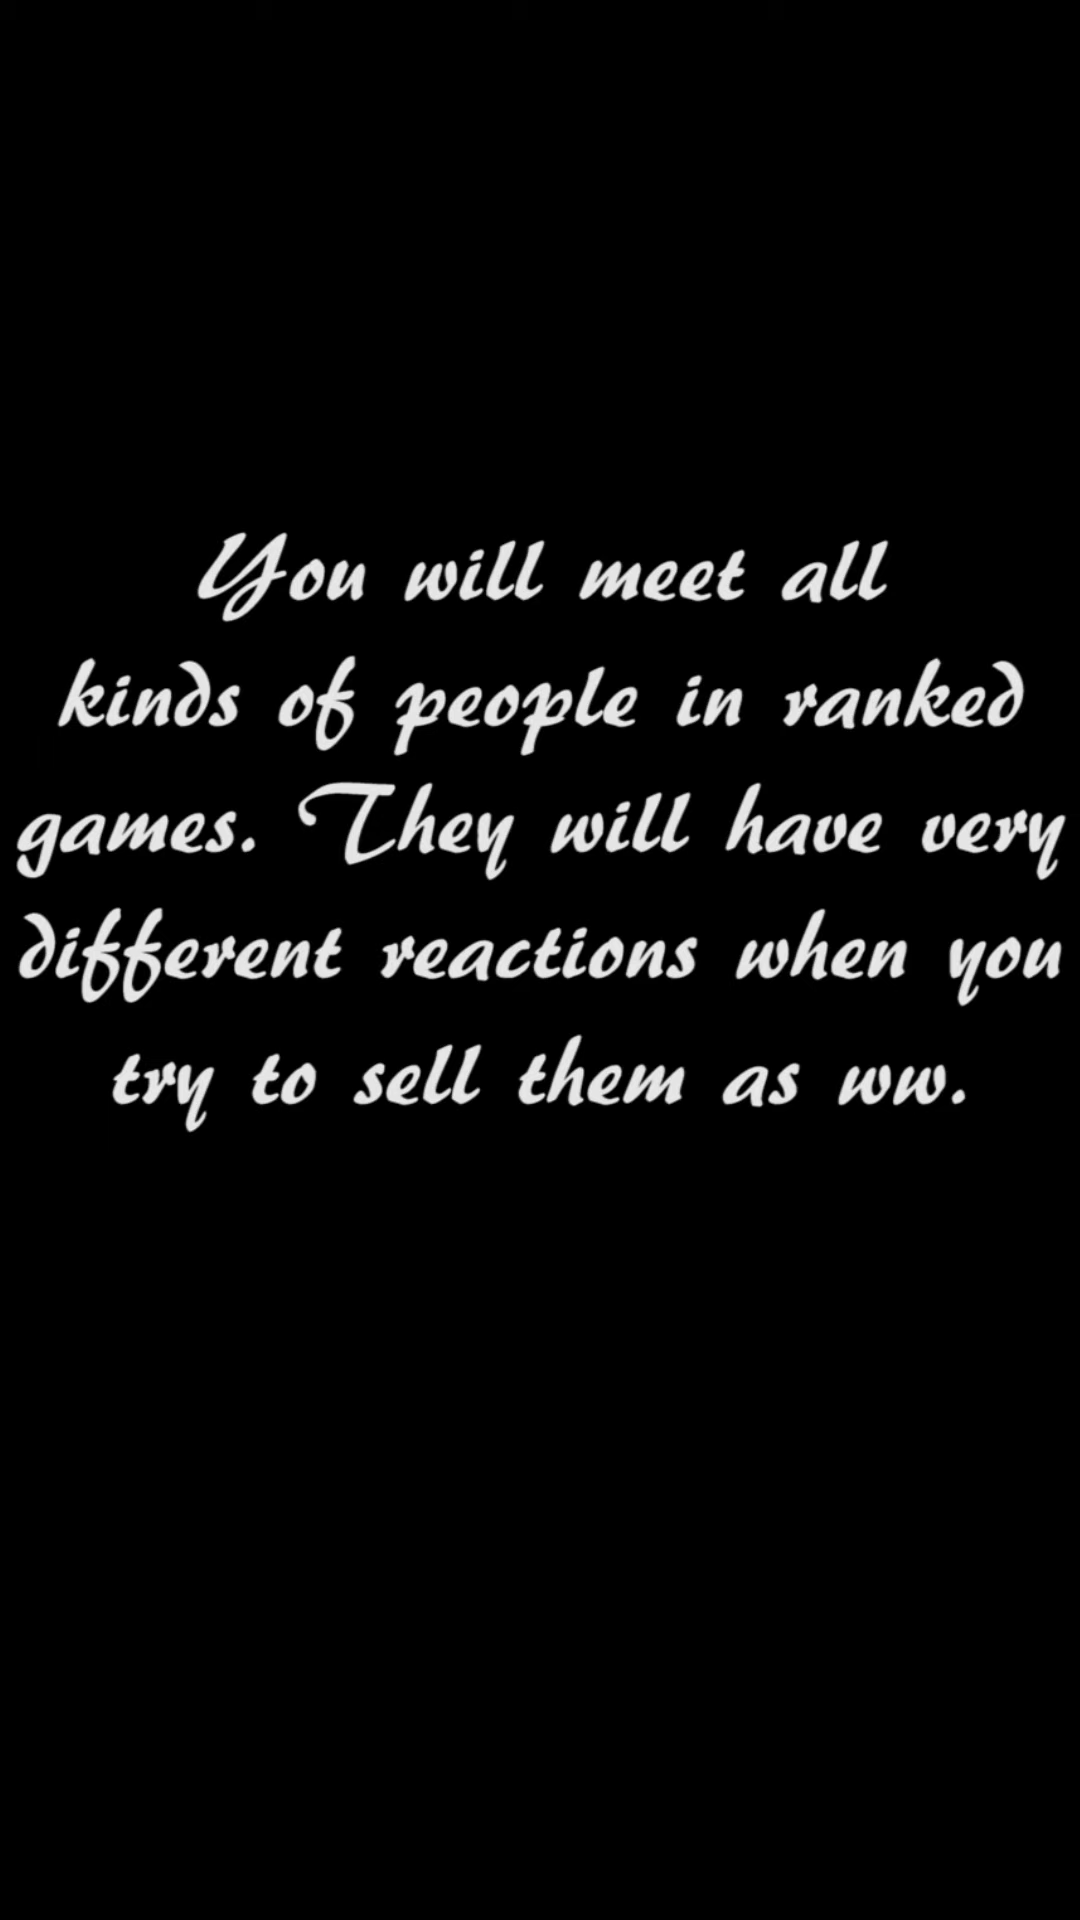 You will meet all
kinds of people in ranked
games. They will have very
different reactions when you
try to sell them as ww.